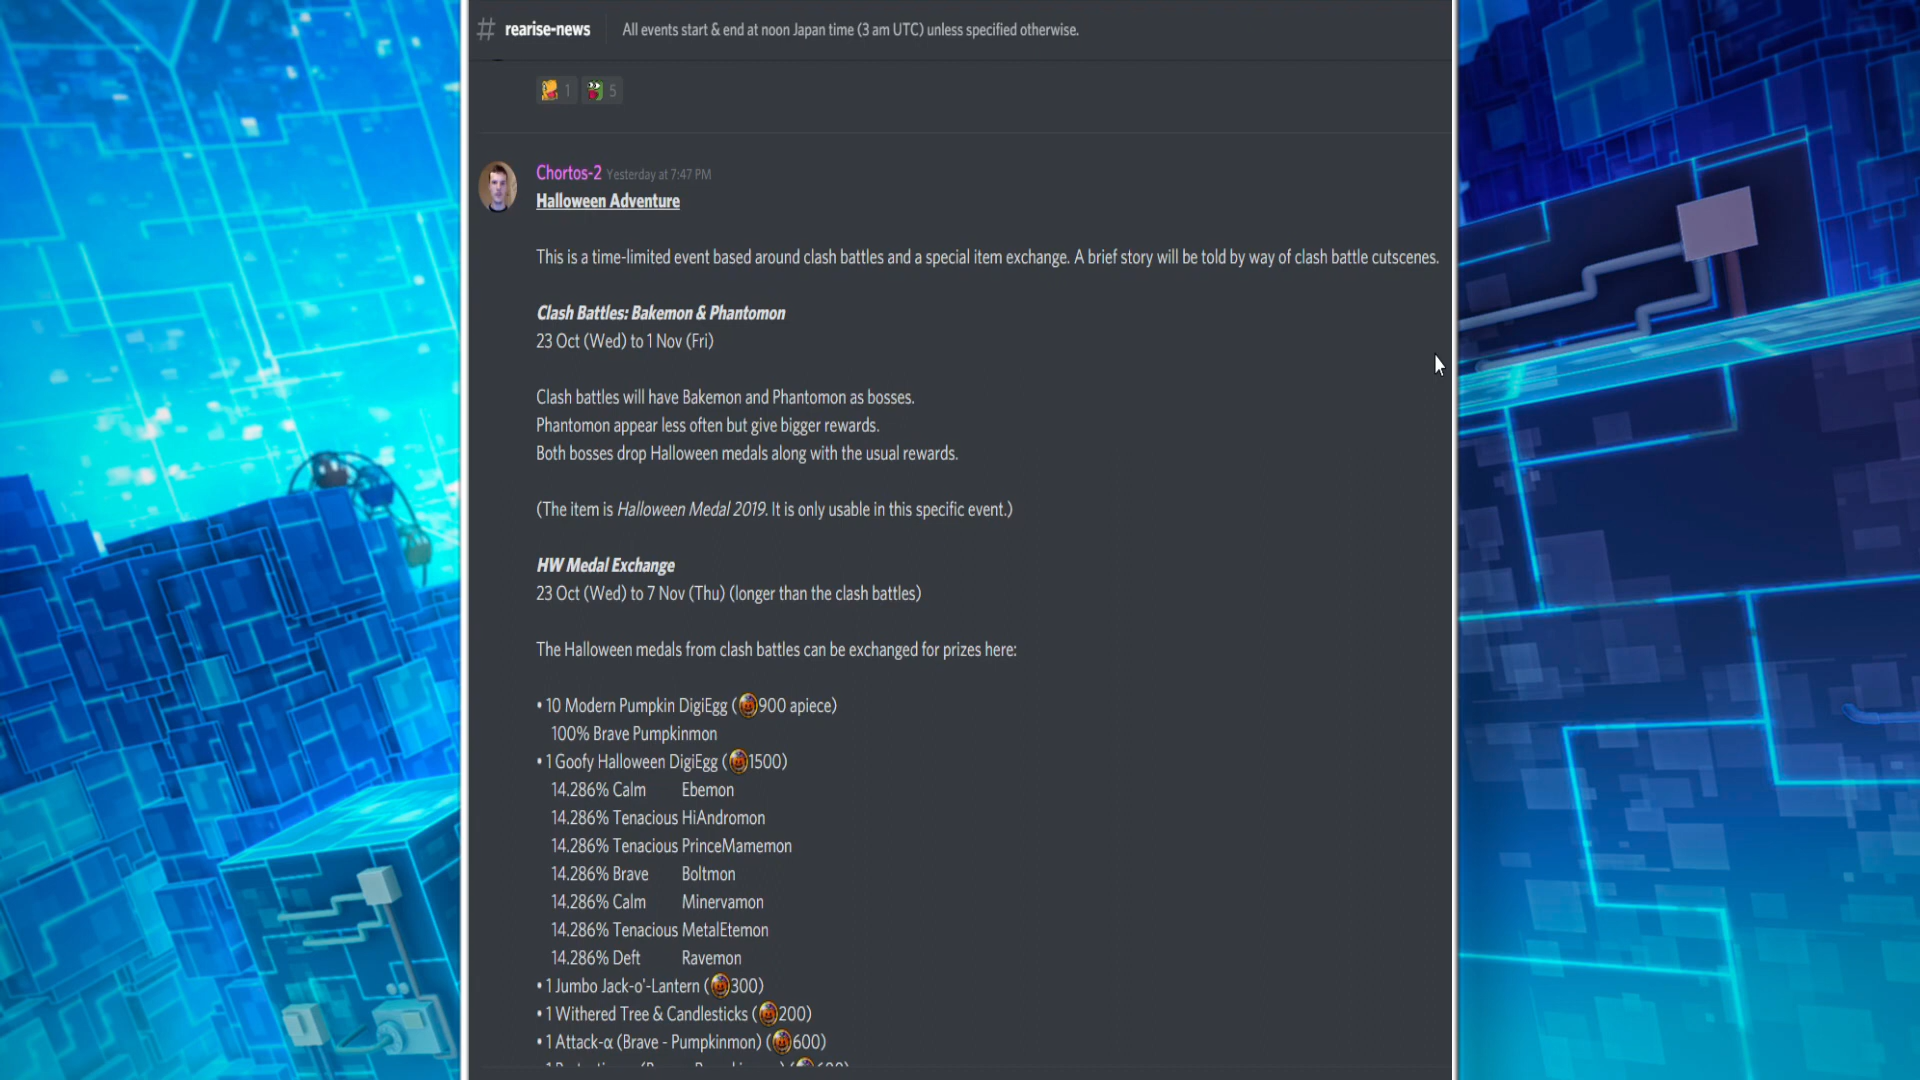 # rearise-news All events start & end at noon Japan time (3 am UTC) unless specified otherwise.
1 5
Chortos-2 Yesterday at 7:47 PM
Halloween Adventure
This is a time-limited event based around clash battles and a special item exchange. A brief story will be told by way of clash battle cutscenes.
Clash Battles: Bakemon & Phantomon
23 Oct (Wed) to 1 Nov (Fri)
Clash battles will have Bakemon and Phantomon as bosses.
Phantomon appear less often but give bigger rewards.
Both bosses drop Halloween medals along with the usual rewards.
(The item is Halloween Medal 2019. It is only usable in this specific event.)
HW Medal Exchange
23 Oct (Wed) to 7 Nov (Thu) (longer than the clash battles)
The Halloween medals from clash battles can be exchanged for prizes here:
• 10 Modern Pumpkin DigiEgg (900 apiece)
100% Brave Pumpkinmon
• 1 Goofy Halloween DigiEgg (1500)
14.286% Calm Ebemon
14.286% Tenacious HiAndromon
14.286% Tenacious PrinceMamemon
14.286% Brave Boltmon
14.286% Calm Minervamon
14.286% Tenacious MetalEtemon
14.286% Deft Ravemon
• 1 Jumbo Jack-o'-Lantern (300)
• 1 Withered Tree & Candlesticks (200)
• 1 Attack-α (Brave - Pumpkinmon) (600)